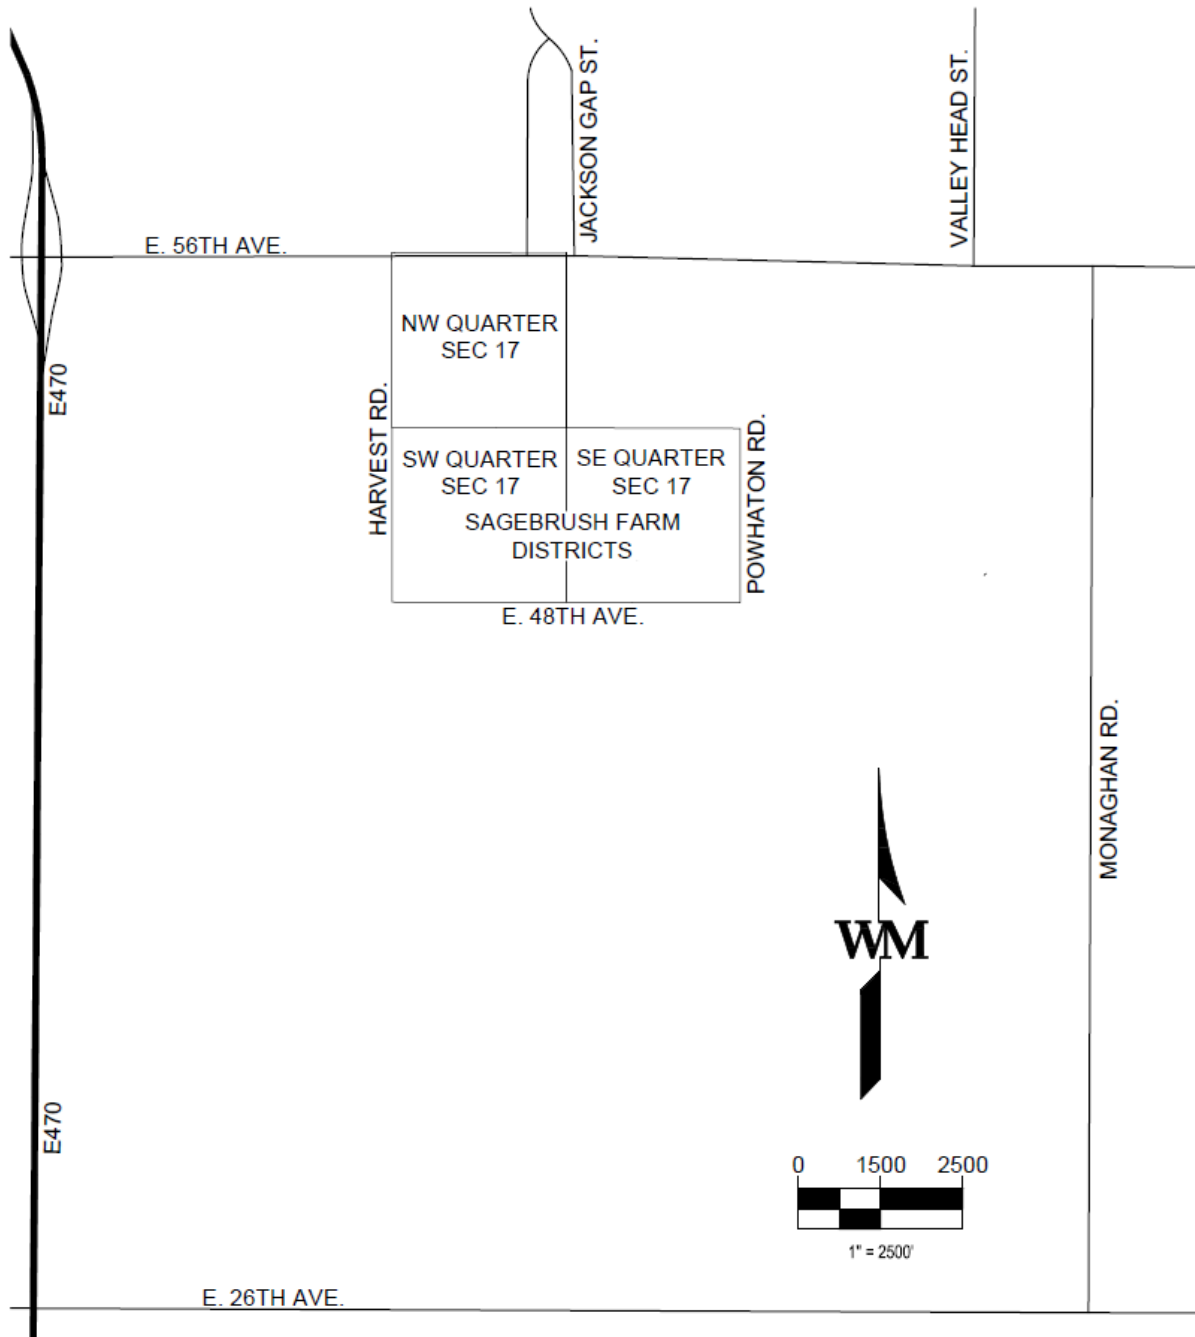 JACKSON GAP ST.
VALLEY HEAD ST.
E. 56TH AVE.
NW QUARTER
SEC 17
E470
HARVEST RD.
SW QUARTER
SEC 17
SE QUARTER
SEC 17
POWHATON RD.
SAGEBRUSH FARM
DISTRICTS
E. 48TH AVE.
MONAGHAN RD.
WM
E470
0 1500 2500
1" = 2500'
E. 26TH AVE.